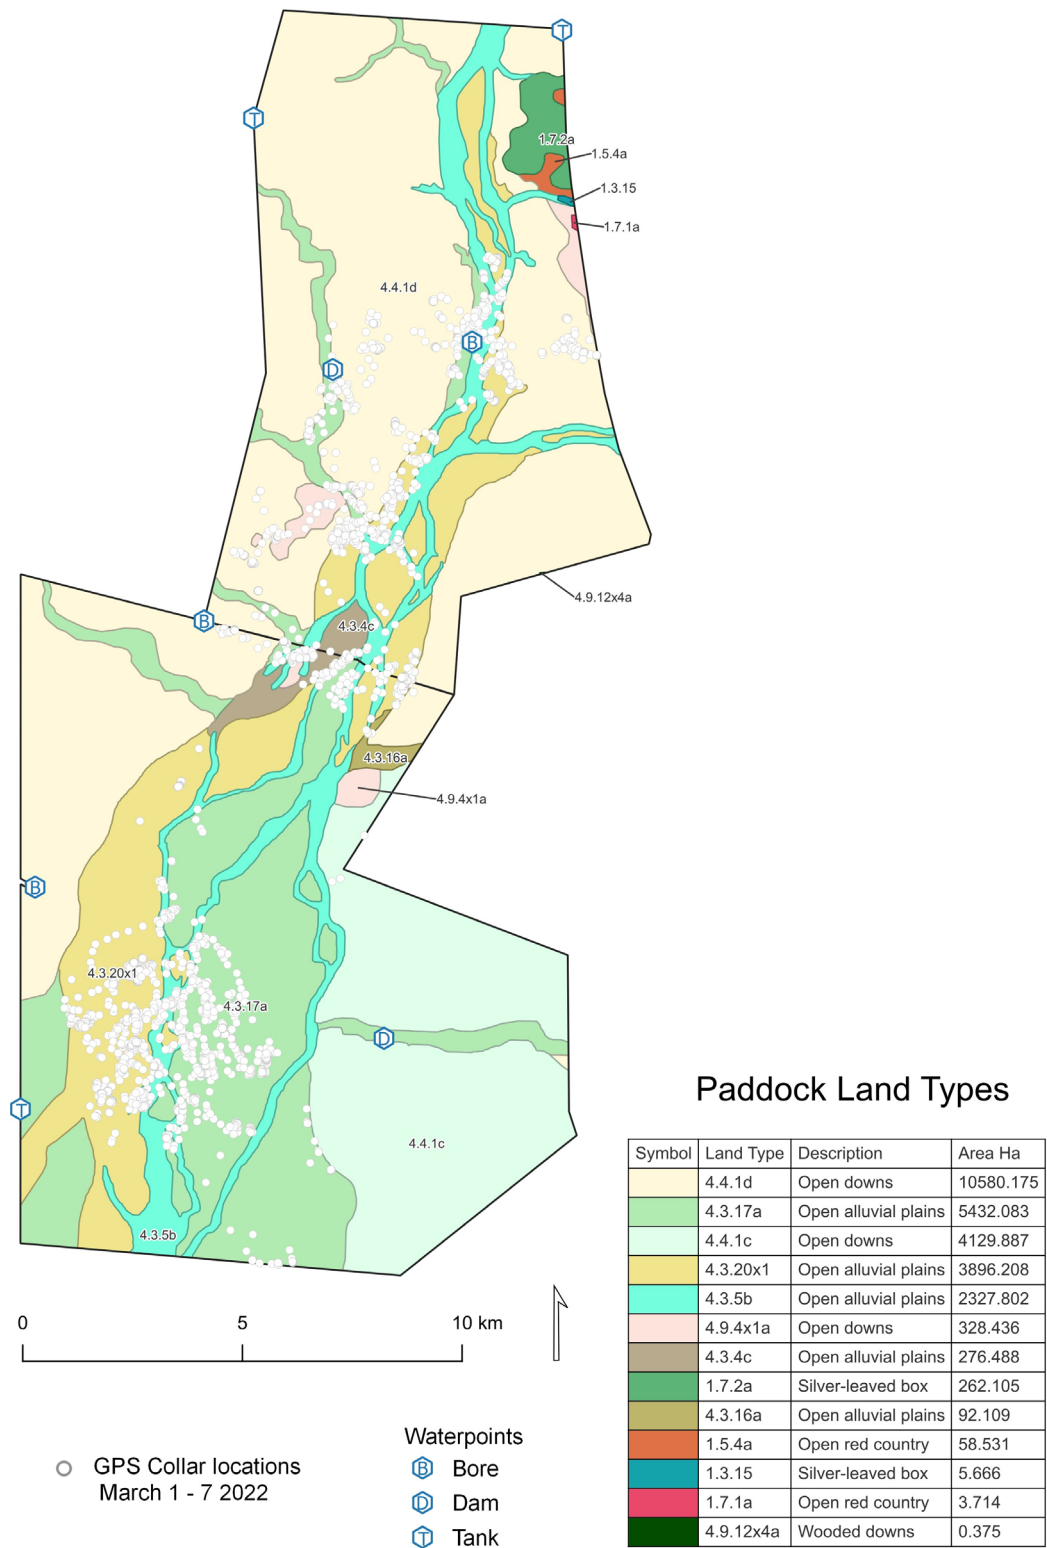 T
T
1.7.2a
1.5.4a
1.3.15
1.7.1a
4.4.1d
B
D
4.9.12x4a
B
4.3.4c
4.3.16a
4.9.4x1a
B
4.3.20x1
4.3.17a
D
T
4.4.1c
4.3.5b
0 5 10 km
GPS Collar locations
March 1 - 7 2022
Waterpoints
B Bore
D Dam
T Tank
Paddock Land Types
Symbol Land Type Description Area Ha
4.4.1d Open downs 10580.175
4.3.17a Open alluvial plains 5432.083
4.4.1c Open downs 4129.887
4.3.20x1 Open alluvial plains 3896.208
4.3.5b Open alluvial plains 2327.802
4.9.4x1a Open downs 328.436
4.3.4c Open alluvial plains 276.488
1.7.2a Silver-leaved box 262.105
4.3.16a Open alluvial plains 92.109
1.5.4a Open red country 58.531
1.3.15 Silver-leaved box 5.666
1.7.1a Open red country 3.714
4.9.12x4a Wooded downs 0.375